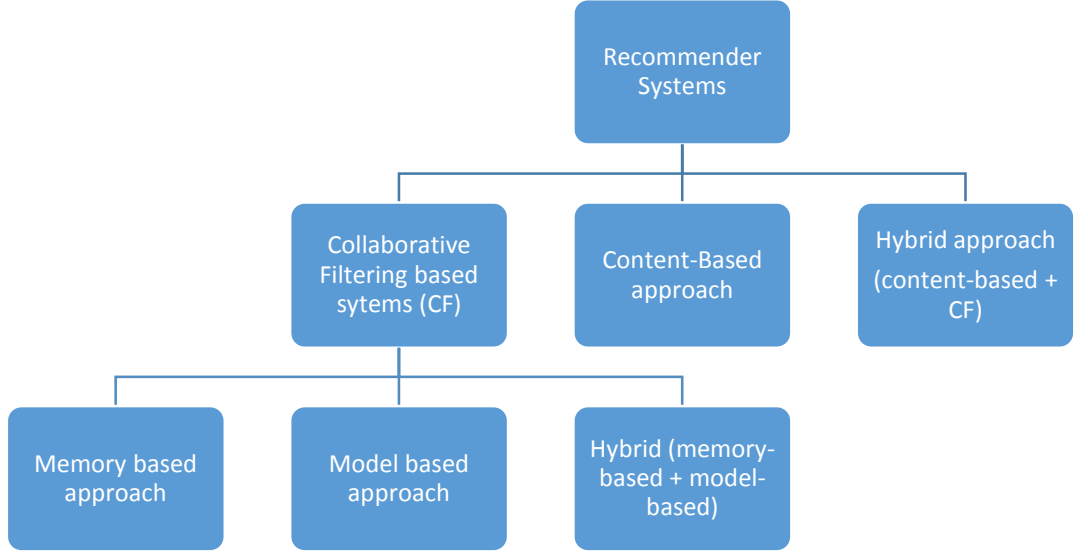 Recommender
Systems
Collaborative
Filtering based
sytems (CF)
Content-Based
approach
Hybrid approach
(content-based +
CF)
Memory based
approach
Model based
approach
Hybrid (memory-
based + model-
based)